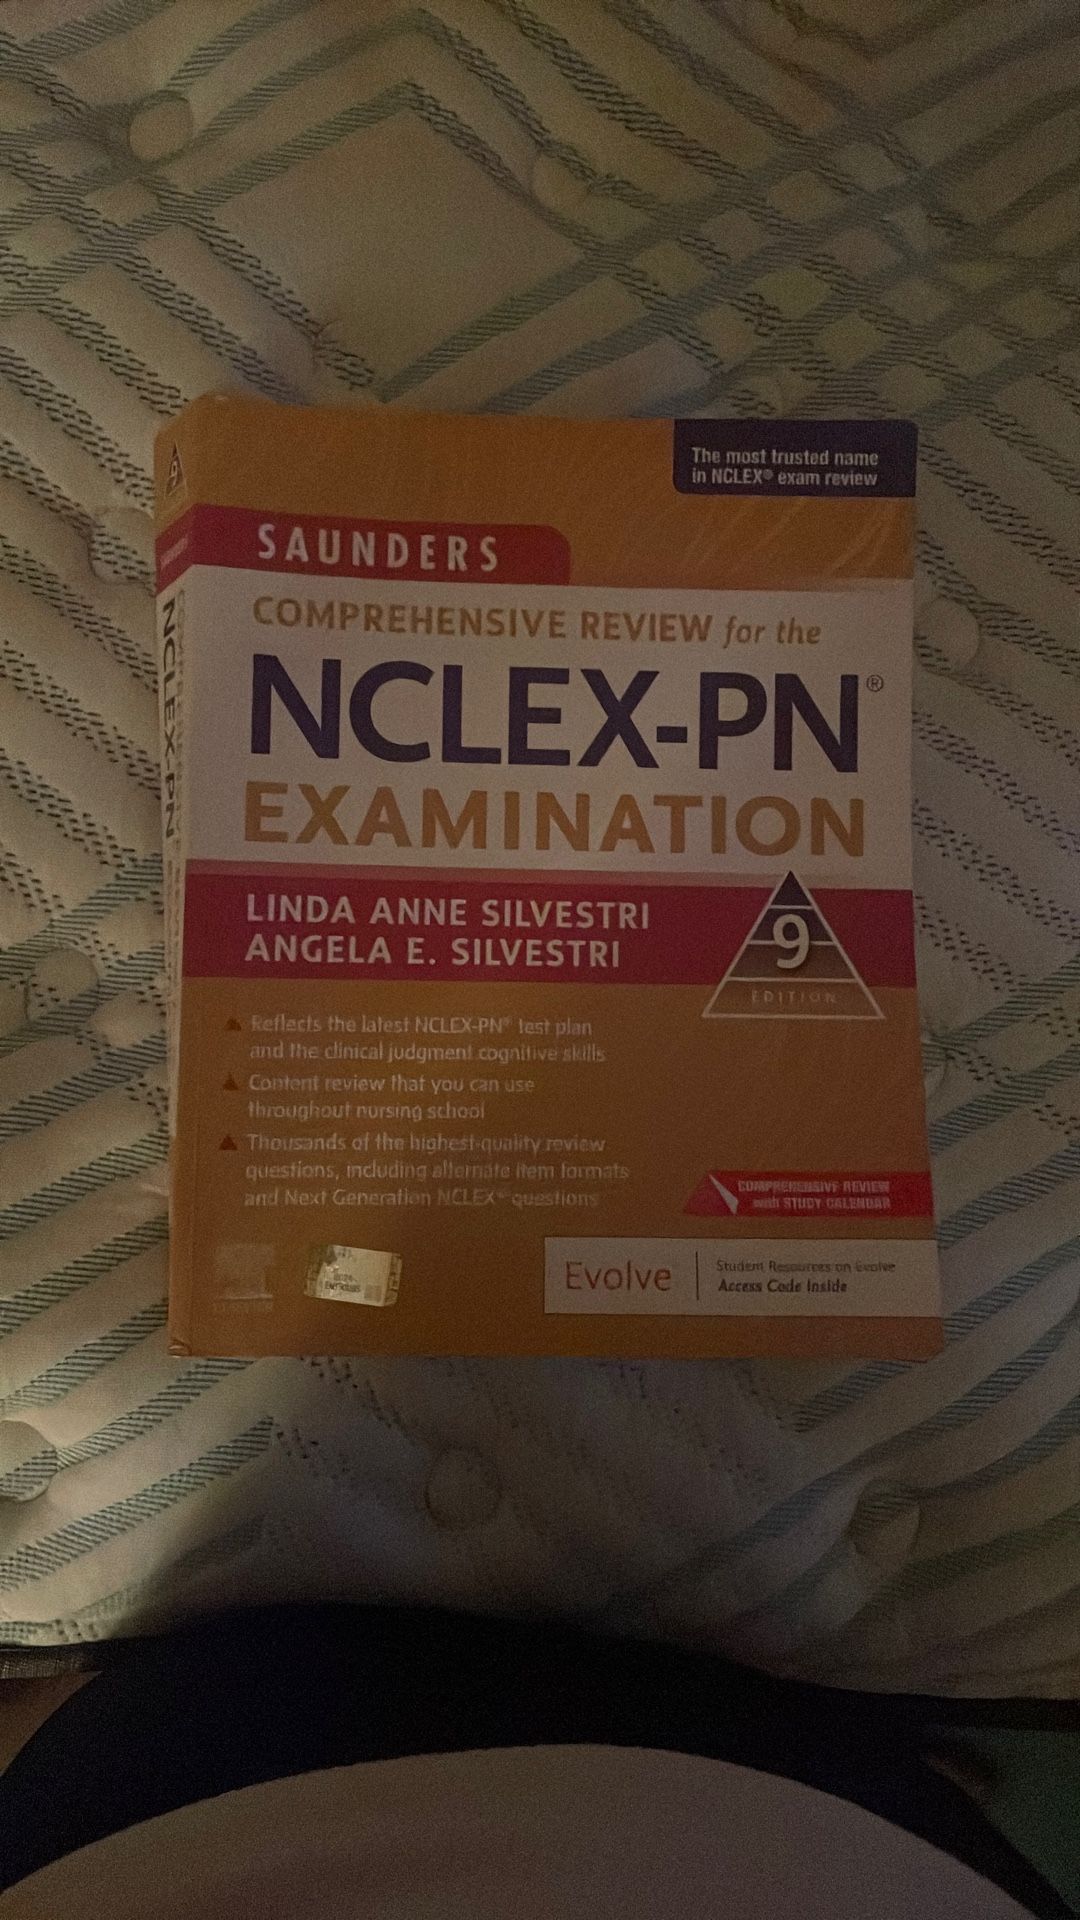 The most trusted name
in NCLEX® exam review
SAUNDERS
COMPREHENSIVE REVIEW for the
NCLEX-PN®
EXAMINATION
LINDA ANNE SILVESTRI
ANGELA E. SILVESTRI
9
EDITION
Reflects the latest NCLEX-PN® test plan
and the clinical judgment cognitive skills
Content review that you can use
throughout nursing school
Thousands of the highest-quality review
questions, including alternate item formats
and Next Generation NCLEX® questions
COMPREHENSIVE REVIEW
with STUDY CALENDAR
Evolve
Student Resources on Evolve
Access Code Inside
ELSEVIER
9
NCLEX-PN